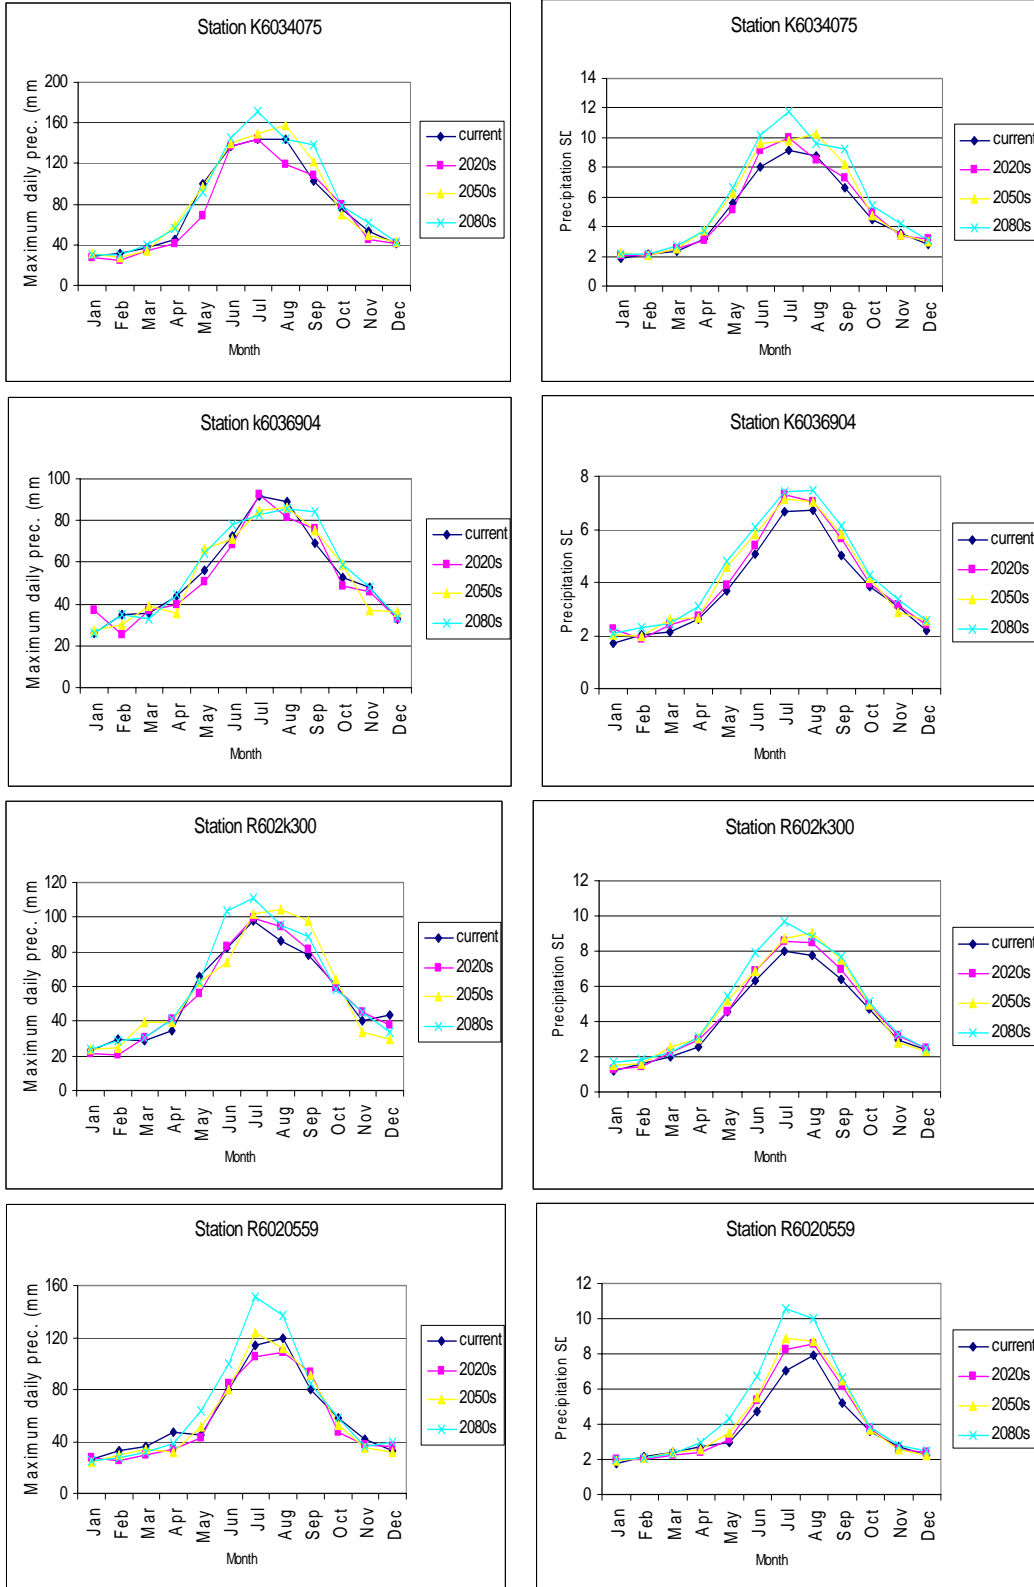 Station K6034075
Maximum daily prec. (mm
200
160
120
80
40
0
Jan Feb Mar Apr May Jun Jul Aug Sep Oct Nov Dec
Month
current
2020s
2050s
2080s
Station K6034075
Precipitation SD
14
12
10
8
6
4
2
0
Jan Feb Mar Apr May Jun Jul Aug Sep Oct Nov Dec
Month
current
2020s
2050s
2080s
Station k6036904
Maximum daily prec. (mm
100
80
60
40
20
0
Jan Feb Mar Apr May Jun Jul Aug Sep Oct Nov Dec
Month
current
2020s
2050s
2080s
Station K6036904
Precipitation SD
8
6
4
2
0
Jan Feb Mar Apr May Jun Jul Aug Sep Oct Nov Dec
Month
current
2020s
2050s
2080s
Station R602k300
Maximum daily prec. (mm
120
100
80
60
40
20
0
Jan Feb Mar Apr May Jun Jul Aug Sep Oct Nov Dec
Month
current
2020s
2050s
2080s
Station R602k300
Precipitation SD
12
10
8
6
4
2
0
Jan Feb Mar Apr May Jun Jul Aug Sep Oct Nov Dec
Month
current
2020s
2050s
2080s
Station R6020559
Maximum daily prec. (mm
160
120
80
40
0
Jan Feb Mar Apr May Jun Jul Aug Sep Oct Nov Dec
Month
current
2020s
2050s
2080s
Station R6020559
Precipitation SD
12
10
8
6
4
2
0
Jan Feb Mar Apr May Jun Jul Aug Sep Oct Nov Dec
Month
current
2020s
2050s
2080s